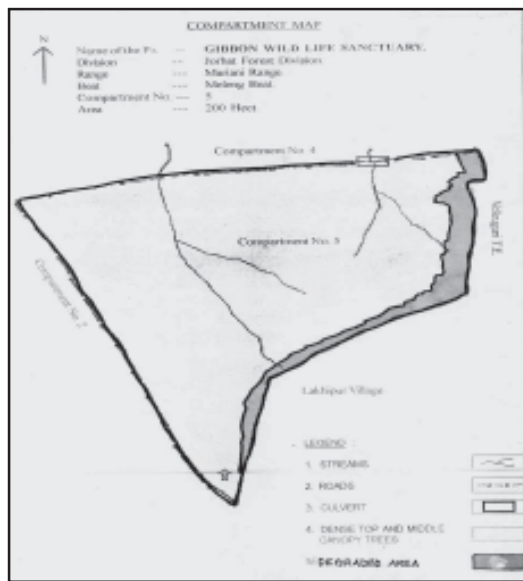 COMPARTMENT MAP
N
Name of the Fs. -- GIBBON WILD LIFE SANCTUARY.
Division --- Jorhat Forest Division.
Range --- Mariani Range.
Beat --- Meleng Beat.
Compartment No. --- 5
Area --- 200 Hect.
Compartment No. 4
Compartment No. 5
Compartment No. 2
T.E.
Lakhipur Village
LEGEND :
1. STREAMS
2. ROADS
3. CULVERT
4. DENSE TOP AND MIDDLE
CANOPY TREES
DEGRADED AREA